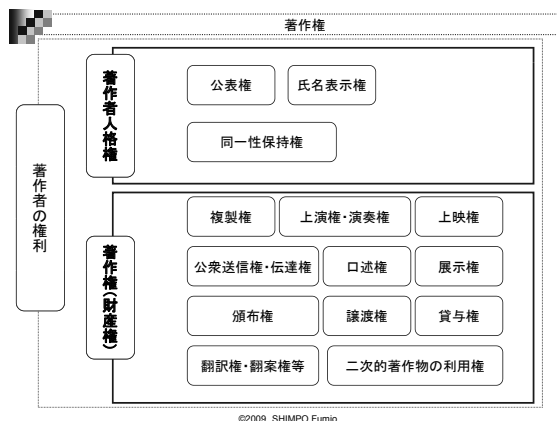 著作権
著作者の権利
著作者人格権
公表権
氏名表示権
同一性保持権
著作権(財産権)
複製権
上演権・演奏権
上映権
公衆送信権・伝達権
口述権
展示権
頒布権
譲渡権
貸与権
翻訳権・翻案権等
二次的著作物の利用権
©2009 SHIMPO Fumio